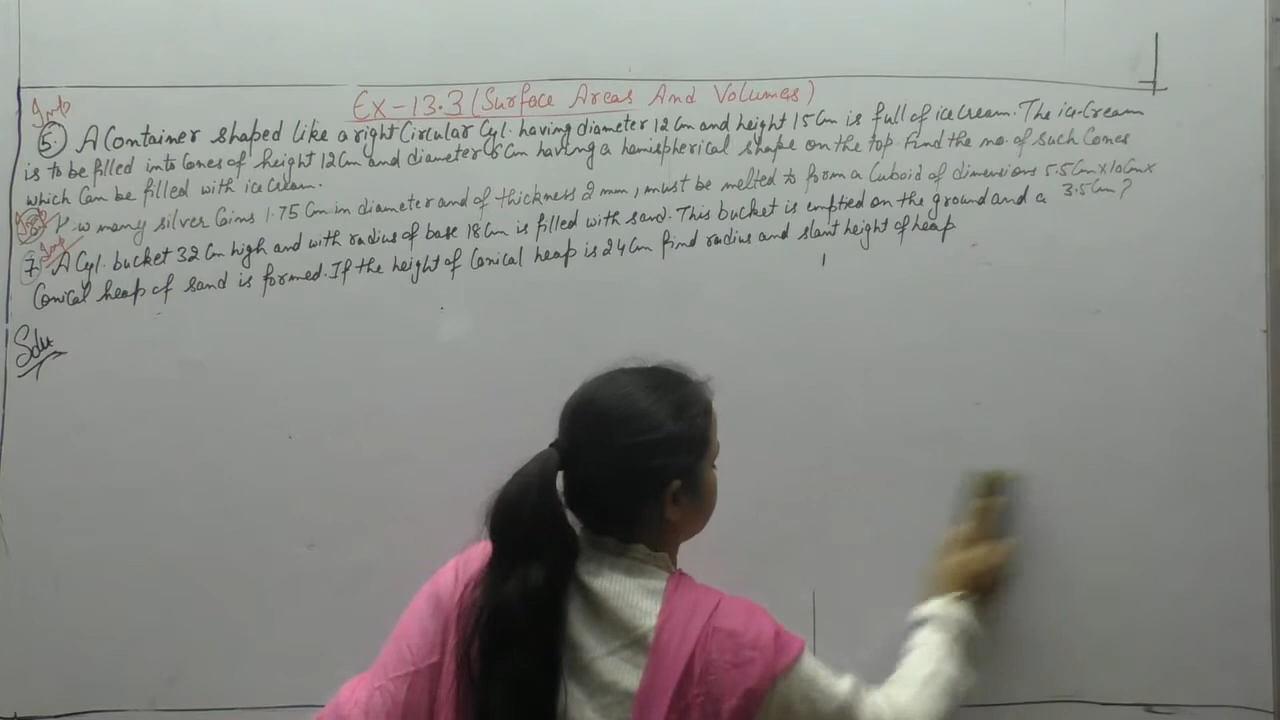 Ex-13.3 (Surface Areas And Volumes)
Imp
5. A Container shaped like a right Circular Cyl. having diameter 12 Cm and height 15 Cm is full of ice cream. The ice-Cream
is to be filled into Cones of height 12 Cm and diameter 6 Cm having a hemispherical shape on the top. Find the no. of such Cones
which Can be filled with ice cream.
many silver Coins 1.75 Cm in diameter and of thickness 2 mm, must be melted to form a Cuboid of dimensions 5.5 Cm x 10 Cm x
3.5 Cm?
Imp
7. A Cyl. bucket 32 Cm high and with radius of base 18 Cm is filled with sand. This bucket is emptied on the ground and a
Conical heap of sand is formed. If the height of Conical heap is 24 Cm find radius and slant height of heap
Solu